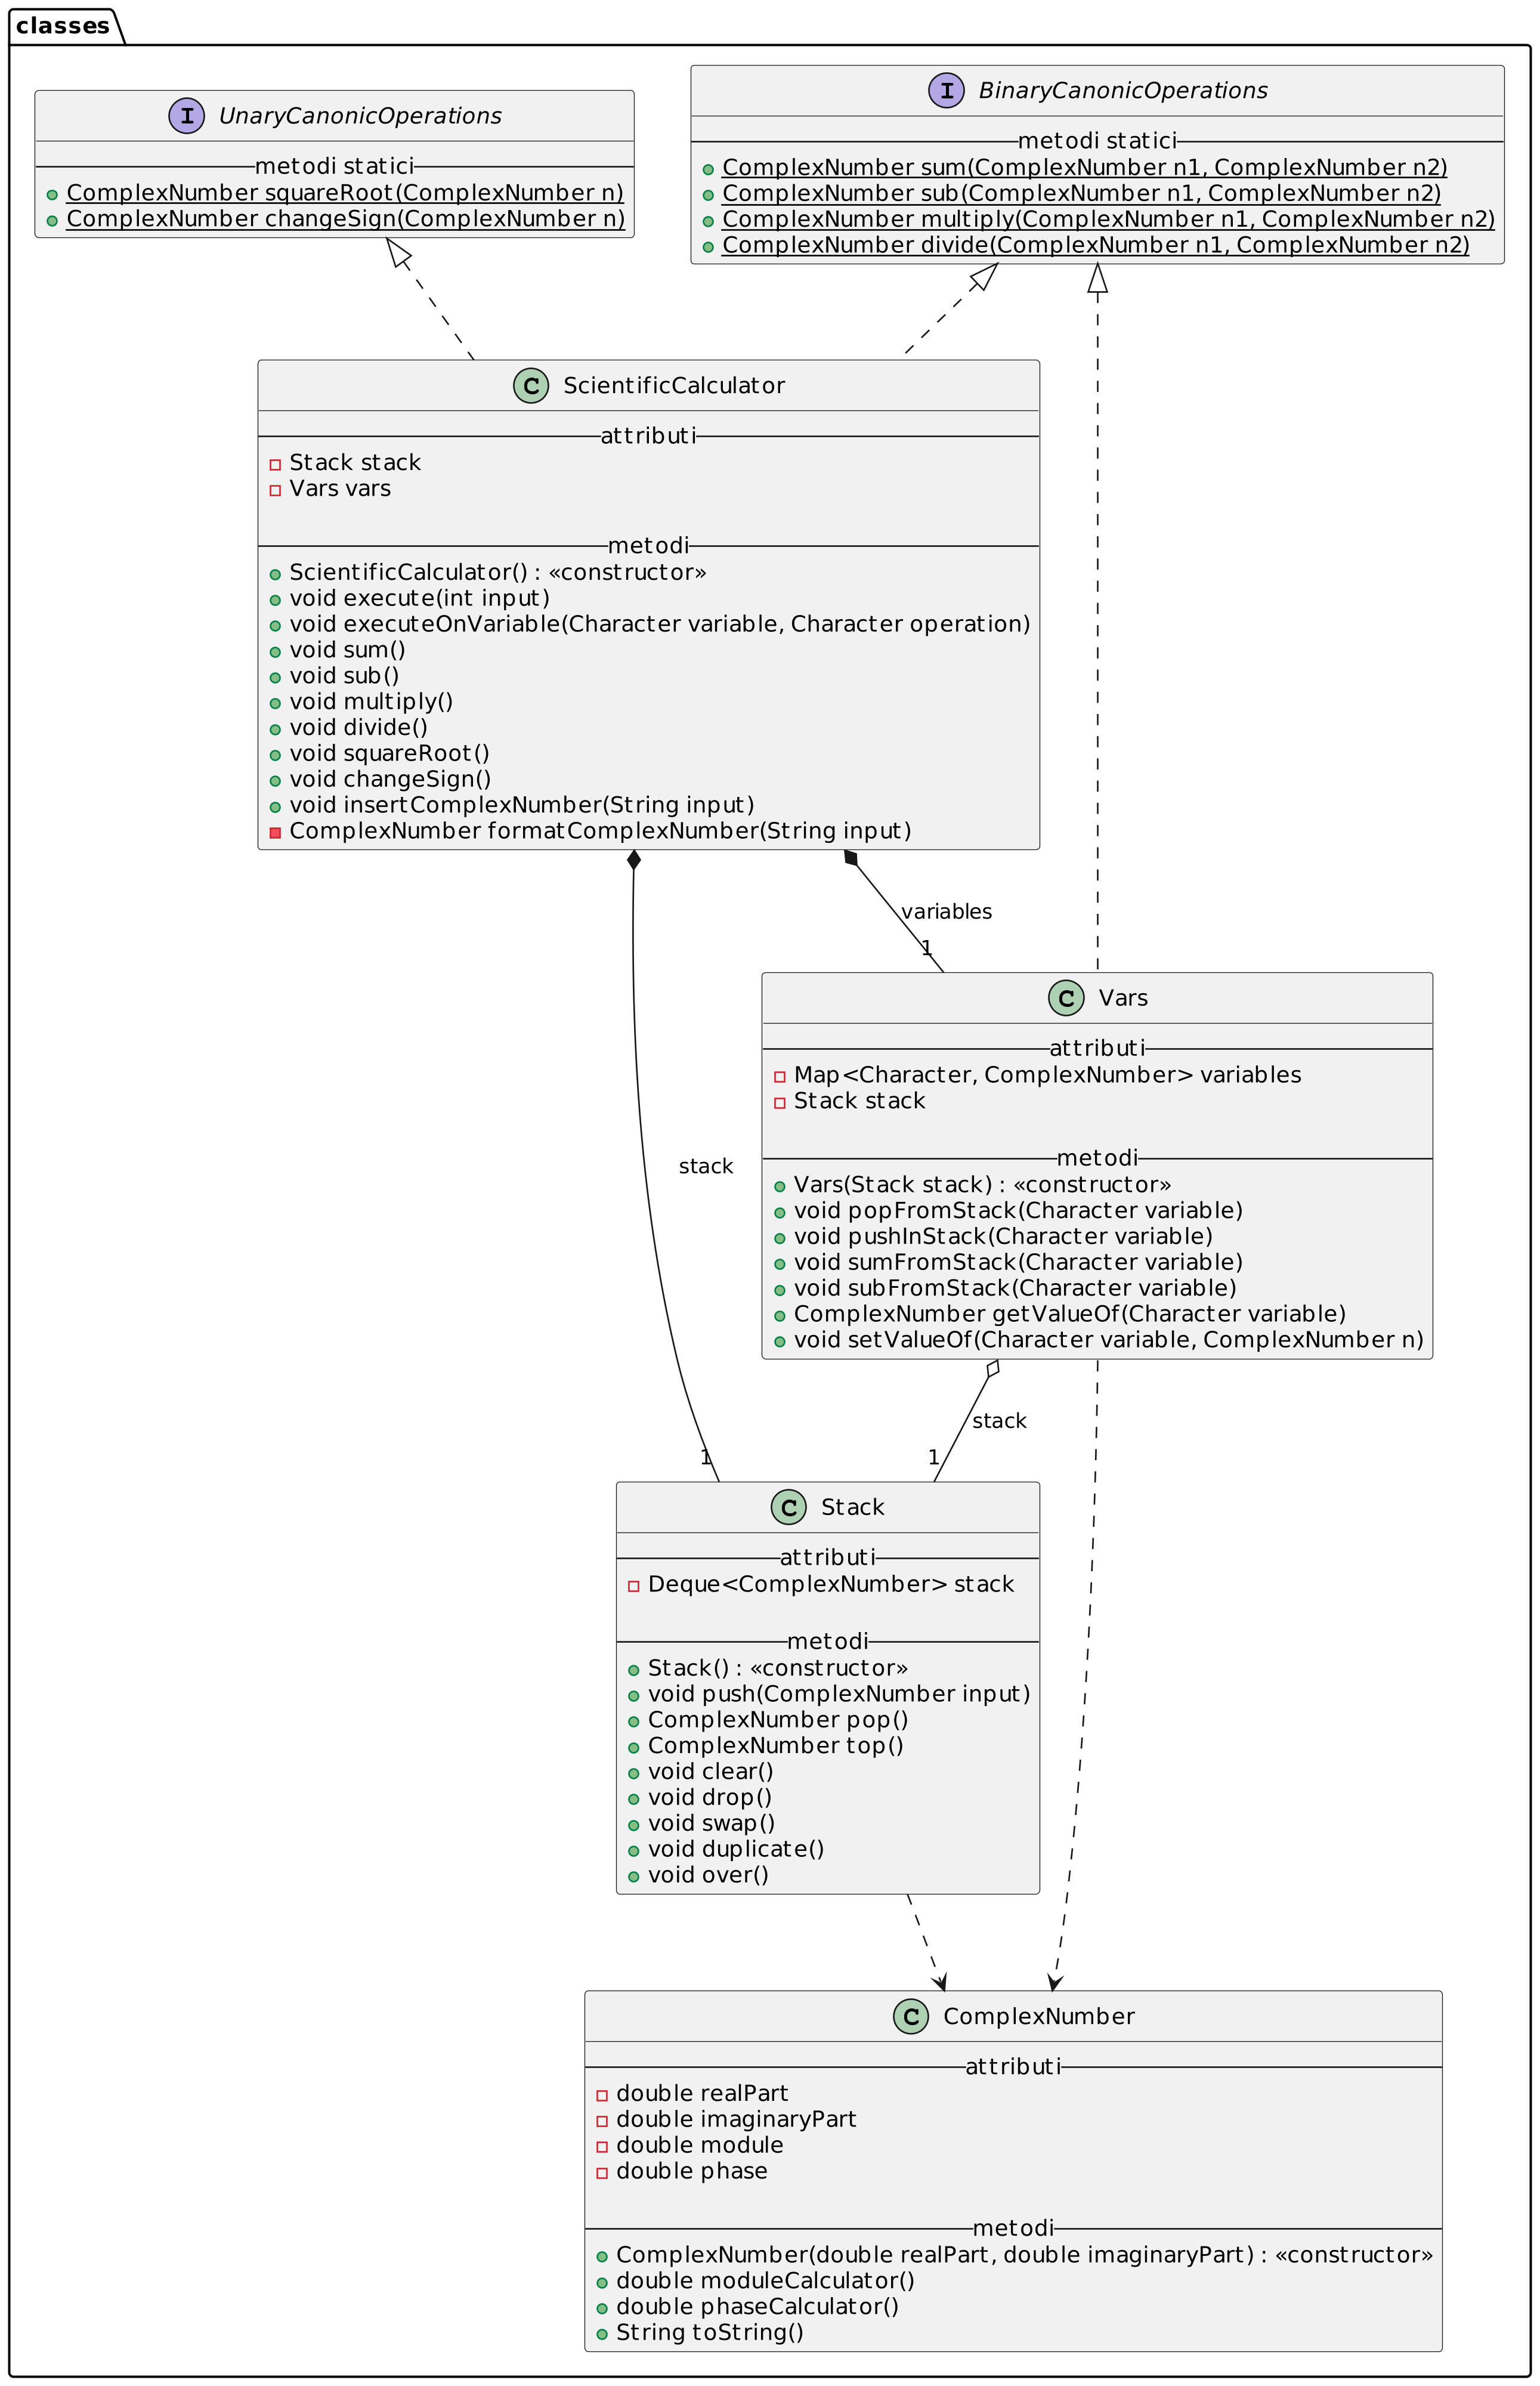 classes
I UnaryCanonicOperations
metodi statici
ComplexNumber squareRoot(ComplexNumber n)
ComplexNumber changeSign(ComplexNumber n)
I BinaryCanonicOperations
metodi statici
ComplexNumber sum(ComplexNumber n1, ComplexNumber n2)
ComplexNumber sub(ComplexNumber n1, ComplexNumber n2)
ComplexNumber multiply(ComplexNumber n1, ComplexNumber n2)
ComplexNumber divide(ComplexNumber n1, ComplexNumber n2)
C ScientificCalculator
attributi
Stack stack
Vars vars
metodi
ScientificCalculator() : «constructor»
void execute(int input)
void executeOnVariable(Character variable, Character operation)
void sum()
void sub()
void multiply()
void divide()
void squareRoot()
void changeSign()
void insertComplexNumber(String input)
ComplexNumber formatComplexNumber(String input)
variables
1
C Vars
attributi
Map<Character, ComplexNumber> variables
Stack stack
metodi
Vars(Stack stack) : «constructor»
void popFromStack(Character variable)
void pushInStack(Character variable)
void sumFromStack(Character variable)
void subFromStack(Character variable)
ComplexNumber getValueOf(Character variable)
void setValueOf(Character variable, ComplexNumber n)
stack
1
stack
1
C Stack
attributi
Deque<ComplexNumber> stack
metodi
Stack() : «constructor»
void push(ComplexNumber input)
ComplexNumber pop()
ComplexNumber top()
void clear()
void drop()
void swap()
void duplicate()
void over()
C ComplexNumber
attributi
double realPart
double imaginaryPart
double module
double phase
metodi
ComplexNumber(double realPart, double imaginaryPart) : «constructor»
double moduleCalculator()
double phaseCalculator()
String toString()